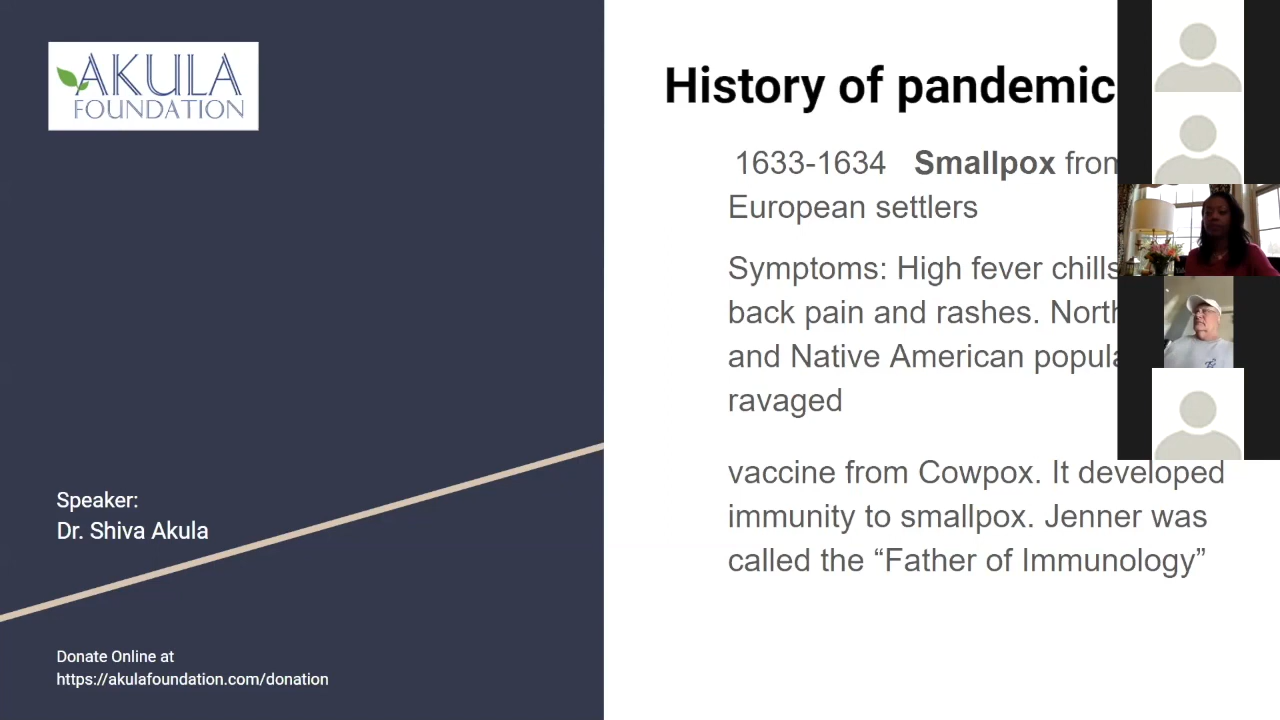 AKULA
FOUNDATION
History of pandemic
1633-1634 Smallpox from
European settlers
Symptoms: High fever chills
back pain and rashes. North
and Native American
ravaged
vaccine from Cowpox. It developed
immunity to smallpox. Jenner was
called the “Father of Immunology”
Speaker:
Dr. Shiva Akula
Donate Online at
https://akulafoundation.com/donation